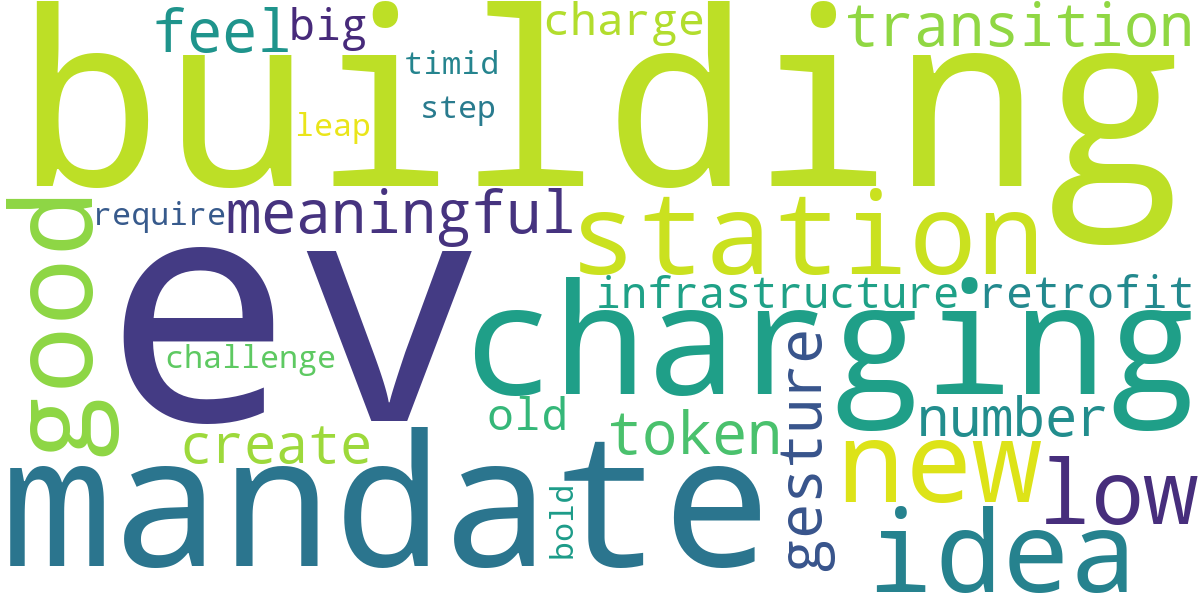 building
feel
big
charge
transition
timid
step
leap
good
require
meaningful
station
ev
charging
infrastructure
retrofit
challenge
gesture
old
token
number
create
new
mandate
low
bold
idea